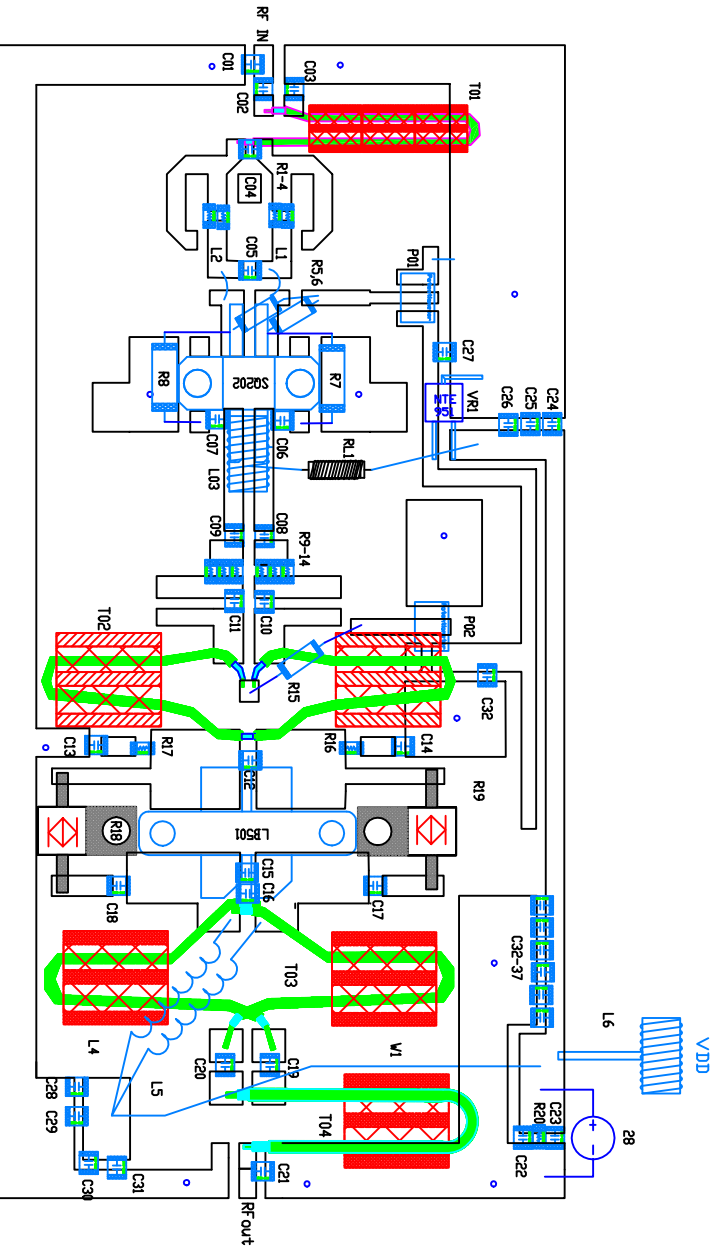 RF IN
C01
C02
C03
T01
R1-4
C04
C05
L1
L2
R5,6
P01
C27
R8
SQ202
R7
VR1
NTE
951
C26
C25
C24
C07
C06
L03
RL1
C09
C08
R9-14
C11
C10
T02
P02
R15
C32
C13
R17
C12
R16
C14
R19
R18
LB501
C15
C16
C18
C17
C32-37
T03
L6
VDD
L4
L5
W1
C20
C19
C28
C29
T04
R20
C23
28
C22
C30
C31
C21
RFout